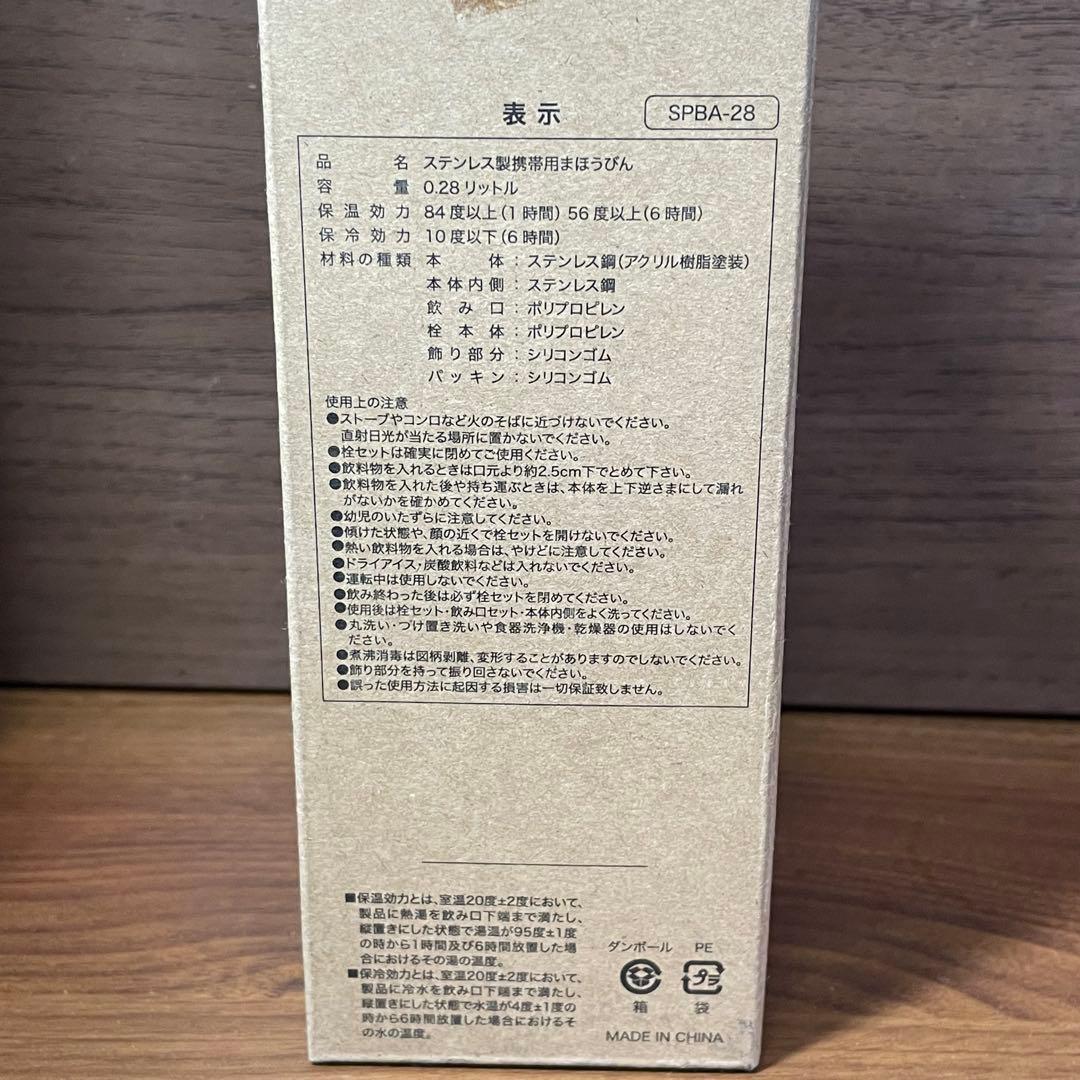 表示 SPBA-28
品名 ステンレス製携帯用まほうびん
容量 0.28リットル
保温効力 84度以上(1時間) 56度以上(6時間)
保冷効力 10度以下(6時間)
材料の種類 本体:ステンレス鋼(アクリル樹脂塗装)
本体内側:ステンレス鋼
飲み口:ポリプロピレン
栓本体:ポリプロピレン
飾り部分:シリコンゴム
パッキン:シリコンゴム
使用上の注意
●ストーブやコンロなど火のそばに近づけないでください。
直射日光が当たる場所に置かないでください。
●栓セットは確実に閉めてご使用ください。
●飲料物を入れるときは口元より約2.5cm下でとめて下さい。
●飲料物を入れた後や持ち運ぶときは、本体を上下逆さまにして漏れ
がないかを確かめてください。
●幼児のいたずらに注意してください。
●傾けた状態や、顔の近くで栓セットを開けないでください。
●熱い飲料物を入れる場合は、やけどに注意してください。
●ドライアイス・炭酸飲料などは入れないでください。
●運転中は使用しないでください。
●飲み終わった後は必ず栓セットを閉めてください。
●使用後は栓セット・飲み口セット・本体内側をよく洗ってください。
●丸洗い・つけ置き洗いや食器洗浄機・乾燥器の使用はしないでく
ださい。
●煮沸消毒は図柄剥離、変形することがありますのでしないでください。
●飾り部分を持って振り回さないでください。
●誤った使用方法に起因する損害は一切保証致しません。
■保温効力とは、室温20度±2度において、
製品に熱湯を飲み口下端まで満たし、
縦置きにした状態で湯温が95度±1度
の時から1時間及び6時間放置した場
合におけるその湯の温度。
■保冷効力とは、室温20度±2度において、
製品に冷水を飲み口下端まで満たし、
縦置きにした状態で水温が4度±1度の
時から6時間放置した場合におけるそ
の水の温度。
ダンボール PE
プラ
箱 袋
MADE IN CHINA